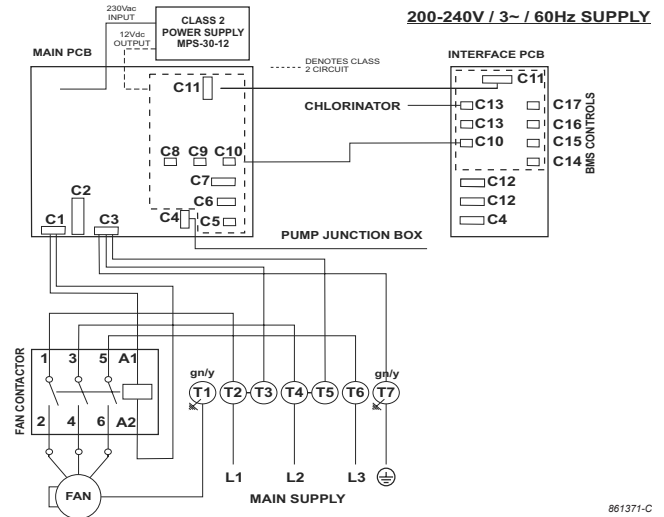 230Vac
INPUT
12Vdc
OUTPUT
CLASS 2
POWER SUPPLY
MPS-30-12
200-240V / 3~ / 60Hz SUPPLY
MAIN PCB
DENOTES CLASS
2 CIRCUIT
INTERFACE PCB
C11
C11
CHLORINATOR
C13
C17
C13
C16
C8 C9 C10
C10
C15
C14
BMS CONTROLS
C7
C12
C2
C6
C12
C1
C3
C4
C5
C4
PUMP JUNCTION BOX
FAN CONTACTOR
1 3 5 A1
gn/y
gn/y
T1 T2 T3 T4 T5 T6 T7
2 4 6 A2
L1 L2 L3
FAN
MAIN SUPPLY
861371-C